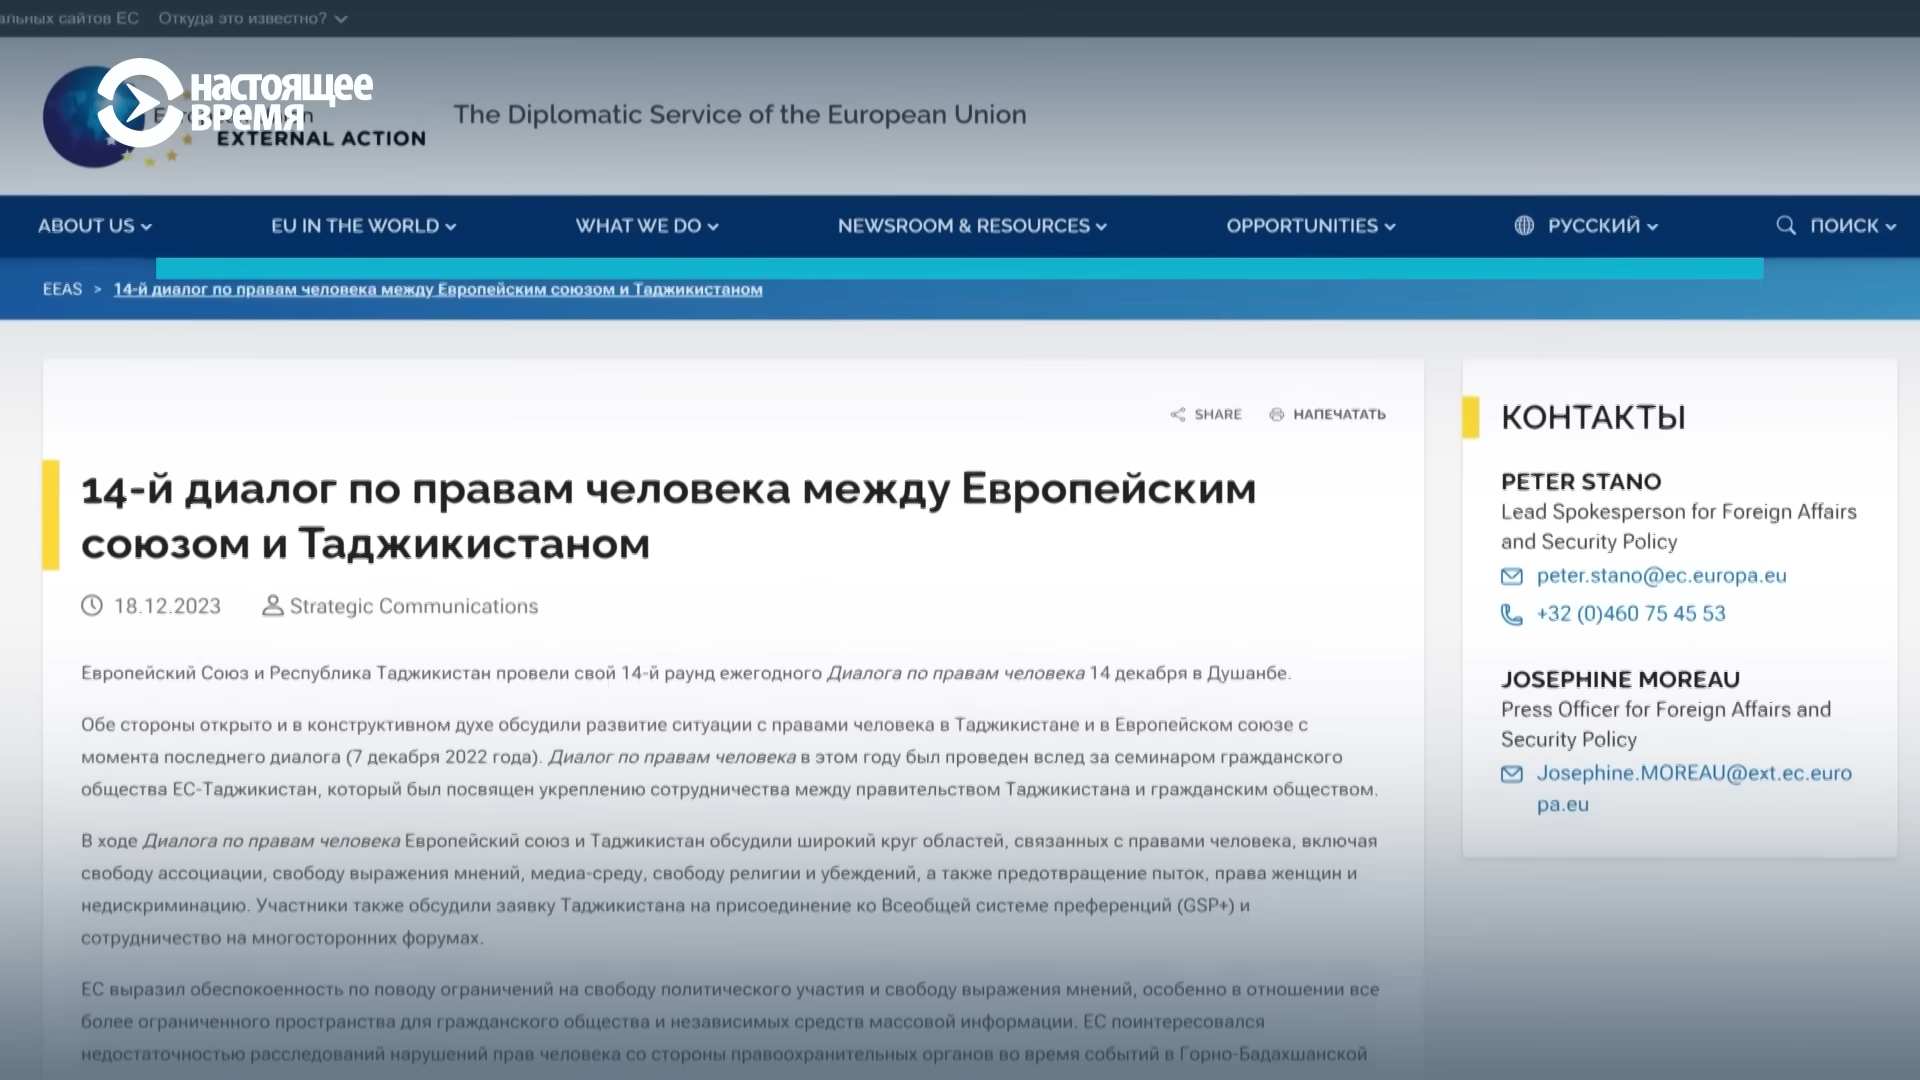 альных сайтов ЕС Откуда это известно?
настоящее
время
EXTERNAL ACTION
The Diplomatic Service of the European Union
ABOUT US EU IN THE WORLD WHAT WE DO NEWSROOM & RESOURCES OPPORTUNITIES РУССКИЙ ПОИСК
EEAS > 14-й диалог по правам человека между Европейским союзом и Таджикистаном
SHARE НАПЕЧАТАТЬ
14-й диалог по правам человека между Европейским
союзом и Таджикистаном
18.12.2023 Strategic Communications
Европейский Союз и Республика Таджикистан провели свой 14-й раунд ежегодного Диалога по правам человека 14 декабря в Душанбе.
Обе стороны открыто и в конструктивном духе обсудили развитие ситуации с правами человека в Таджикистане и в Европейском союзе с
момента последнего диалога (7 декабря 2022 года). Диалог по правам человека в этом году был проведен вслед за семинаром гражданского
общества ЕС-Таджикистан, который был посвящен укреплению сотрудничества между правительством Таджикистана и гражданским обществом.
В ходе Диалога по правам человека Европейский союз и Таджикистан обсудили широкий круг областей, связанных с правами человека, включая
свободу ассоциации, свободу выражения мнений, медиа-среду, свободу религии и убеждений, а также предотвращение пыток, права женщин и
недискриминацию. Участники также обсудили заявку Таджикистана на присоединение ко Всеобщей системе преференций (GSP+) и
сотрудничество на многосторонних форумах.
ЕС выразил обеспокоенность по поводу ограничений на свободу политического участия и свободу выражения мнений, особенно в отношении все
более ограниченного пространства для гражданского общества и независимых средств массовой информации. ЕС поинтересовался
недостаточностью расследований нарушений прав человека со стороны правоохранительных органов во время событий в Горно-Бадахшанской
КОНТАКТЫ
PETER STANO
Lead Spokesperson for Foreign Affairs
and Security Policy
peter.stano@ec.europa.eu
+32 (0)460 75 45 53
JOSEPHINE MOREAU
Press Officer for Foreign Affairs and
Security Policy
Josephine.MOREAU@ext.ec.euro
pa.eu